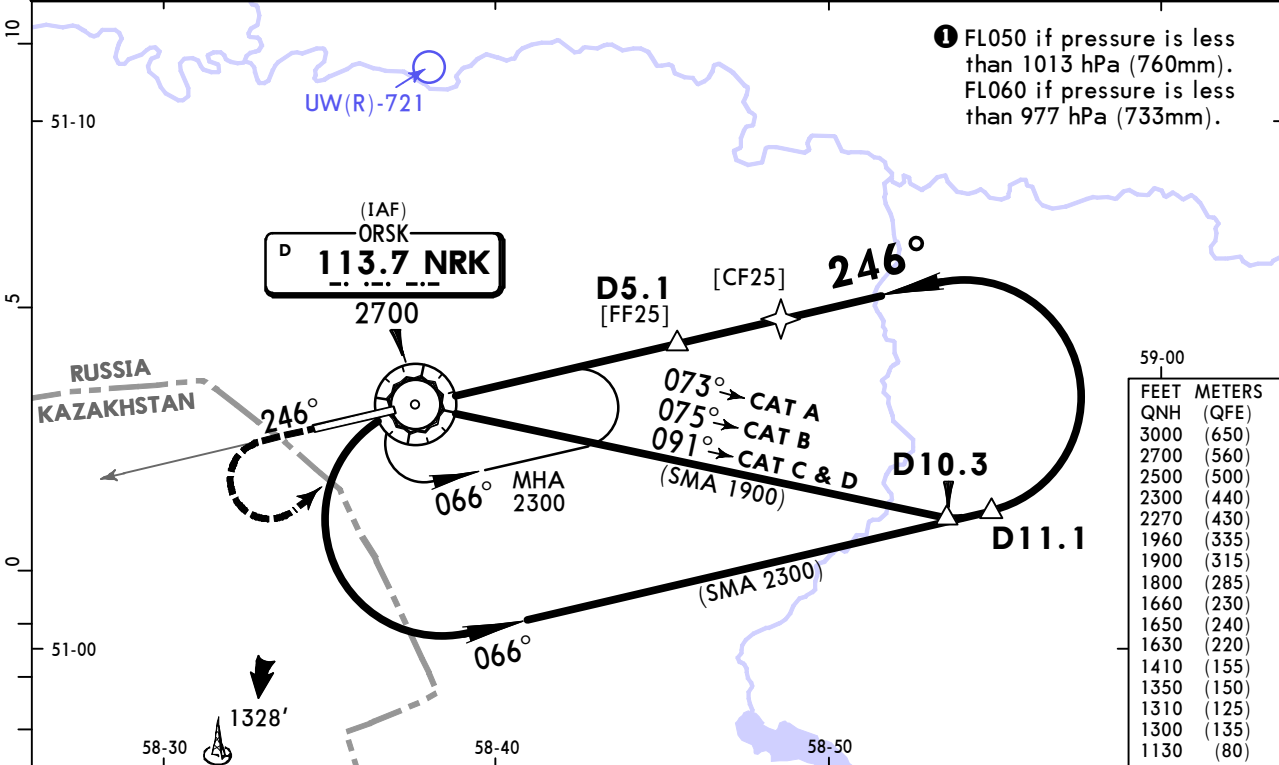 ❶ FL050 if pressure is less
than 1013 hPa (760mm).
FL060 if pressure is less
than 977 hPa (733mm).
10
UW(R)-721
51-10
(IAF)
ORSK
D 113.7 NRK
2700
D5.1
[FF25]
[CF25]
246°
5
RUSSIA
KAZAKHSTAN
246°
073° → CAT A
075° → CAT B
091° → CAT C & D
(SMA 1900)
066°
MHA
2300
D10.3
D11.1
(SMA 2300)
066°
0
51-00
1328'
58-30
58-40
58-50
59-00
FEET METERS
QNH (QFE)
3000 (650)
2700 (560)
2500 (500)
2300 (440)
2270 (430)
1960 (335)
1900 (315)
1800 (285)
1660 (230)
1650 (240)
1630 (220)
1410 (155)
1350 (150)
1310 (125)
1300 (135)
1130 (80)